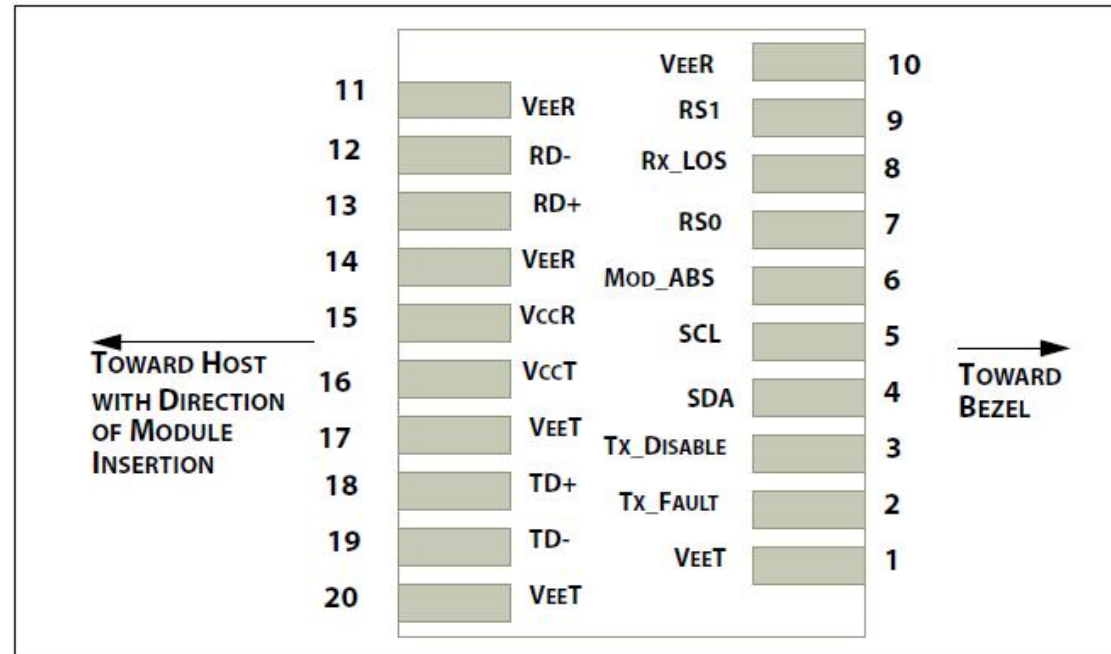 11 VEER
12 RD-
13 RD+
14 VEER
15 VCCR
16 VCCT
17 VEET
18 TD+
19 TD-
20 VEET
VEER 10
RS1 9
RX_LOS 8
RS0 7
MOD_ABS 6
SCL 5
SDA 4
TX_DISABLE 3
TX_FAULT 2
VEET 1
TOWARD HOST
WITH DIRECTION
OF MODULE
INSERTION
TOWARD
BEZEL